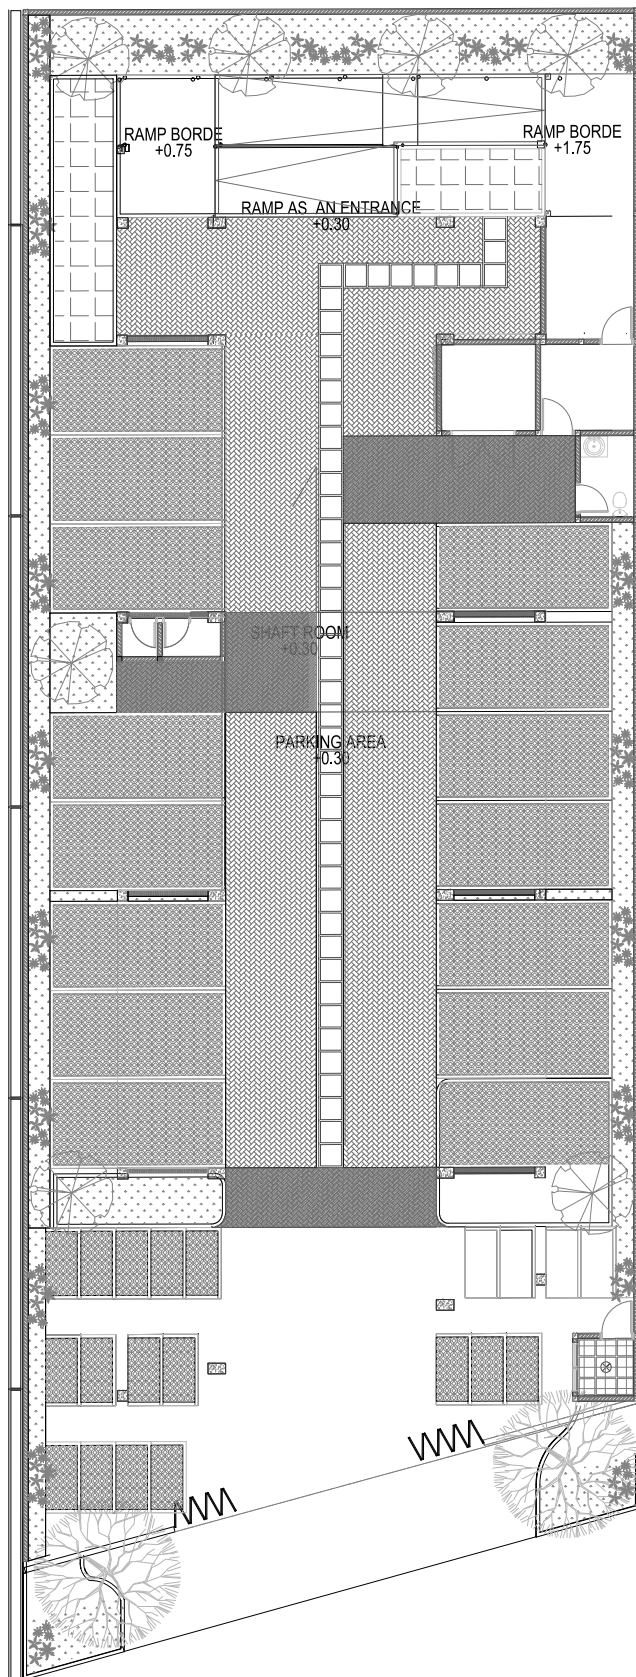 RAMP BORDE
+0.75
RAMP BORDE
+1.75
RAMP AS AN ENTRANCE
+0.30
SHAFT ROOM
+0.30
PARKING AREA
+0.30